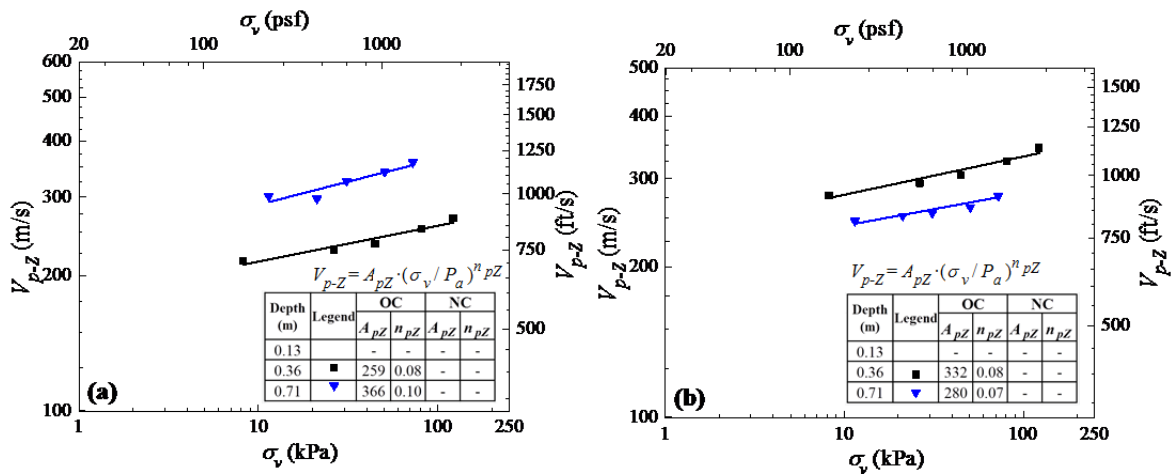 σv (psf)
20 100 1000
600
500
400
300
200
100
Vp-Z (m/s)
1750
1500
1250
1000
750
500
Vp-Z (ft/s)
Vp-Z = ApZ·(σv/Pa)^n pZ
Depth (m) Legend OC NC
ApZ npZ ApZ npZ
0.13 - - - -
0.36 259 0.08 - -
0.71 366 0.10 - -
(a)
1 10 100 250
σv (kPa)
σv (psf)
20 100 1000
500
400
300
200
100
Vp-Z (m/s)
1500
1250
1000
750
500
Vp-Z (ft/s)
Vp-Z = ApZ·(σv/Pa)^n pZ
Depth (m) Legend OC NC
ApZ npZ ApZ npZ
0.13 - - - -
0.36 332 0.08 - -
0.71 280 0.07 - -
(b)
1 10 100 250
σv (kPa)